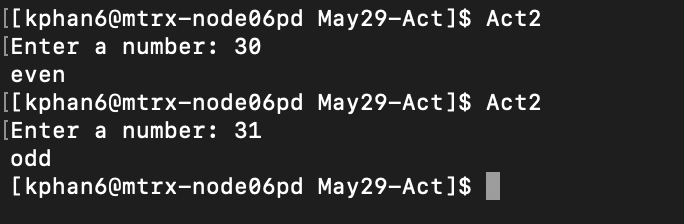 [[kphan6@mtrx-node06pd May29-Act]$ Act2
[Enter a number: 30
even
[[kphan6@mtrx-node06pd May29-Act]$ Act2
[Enter a number: 31
odd
[kphan6@mtrx-node06pd May29-Act]$